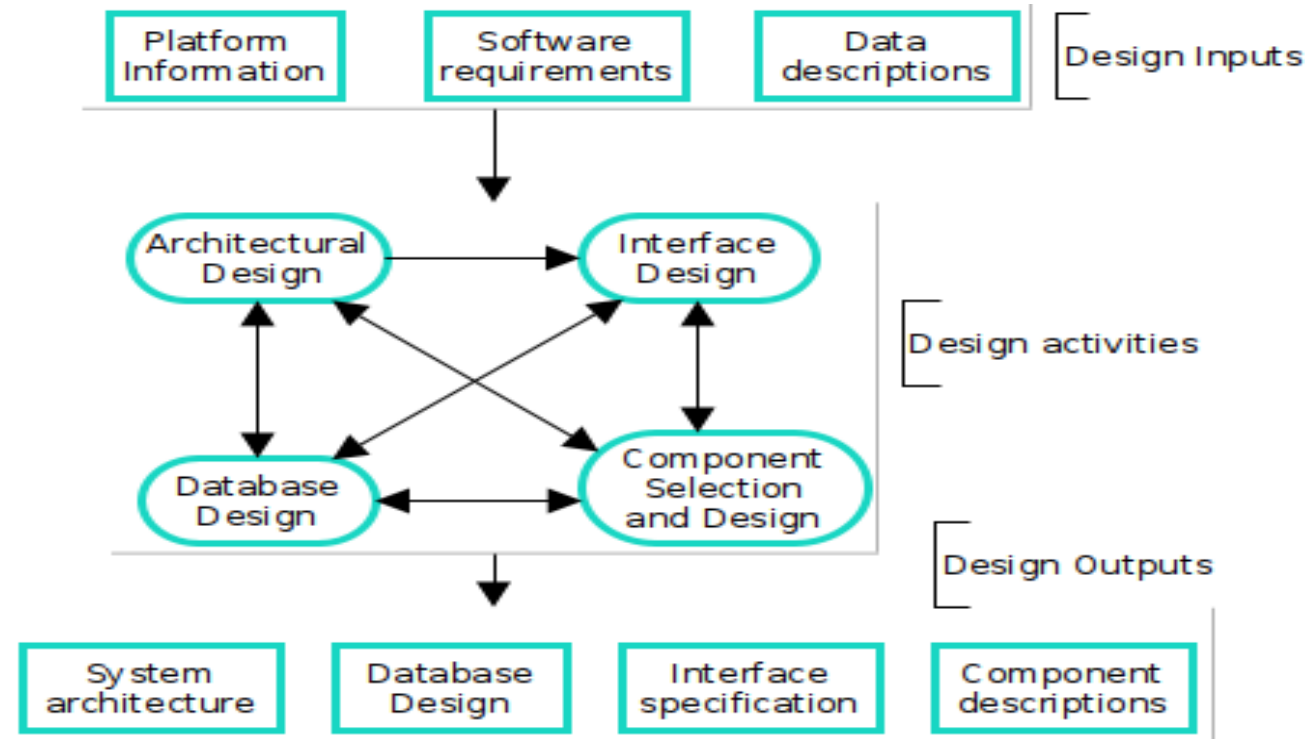 Platform
Information
Software
requirements
Data
descriptions
Design Inputs
Architectural
Design
Interface
Design
Design activities
Database
Design
Component
Selection
and Design
Design Outputs
System
architecture
Database
Design
Interface
specification
Component
descriptions